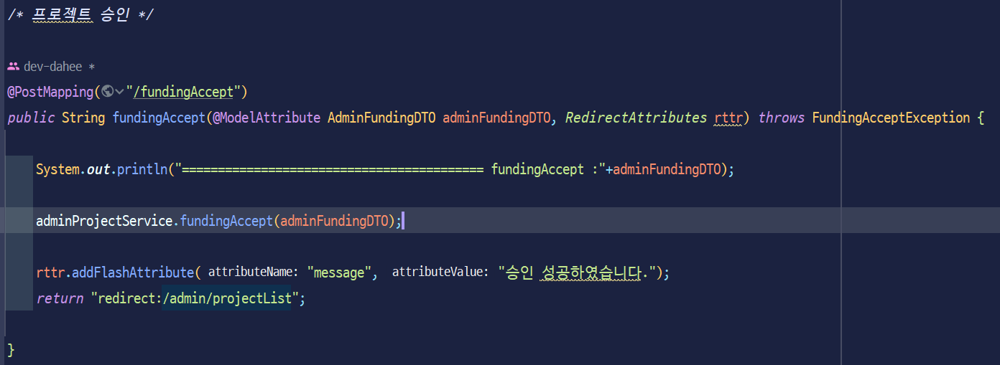 /* 프로젝트 승인 */
dev-dahee *
@PostMapping("/fundingAccept")
public String fundingAccept(@ModelAttribute AdminFundingDTO adminFundingDTO, RedirectAttributes rttr) throws FundingAcceptException {
System.out.println("========================================== fundingAccept :"+adminFundingDTO);
adminProjectService.fundingAccept(adminFundingDTO);
rttr.addFlashAttribute( attributeName: "message", attributeValue: "승인 성공하였습니다.");
return "redirect:/admin/projectList";
}